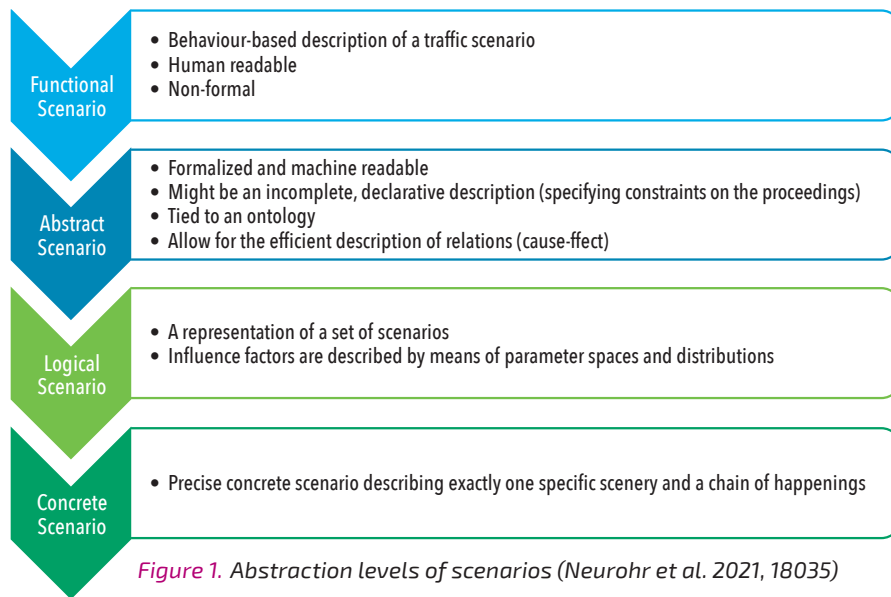 Functional
Scenario
• Behaviour-based description of a traffic scenario
• Human readable
• Non-formal
Abstract
Scenario
• Formalized and machine readable
• Might be an incomplete, declarative description (specifying constraints on the proceedings)
• Tied to an ontology
• Allow for the efficient description of relations (cause-ffect)
Logical
Scenario
• A representation of a set of scenarios
• Influence factors are described by means of parameter spaces and distributions
Concrete
Scenario
• Precise concrete scenario describing exactly one specific scenery and a chain of happenings
Figure 1. Abstraction levels of scenarios (Neurohr et al. 2021, 18035)